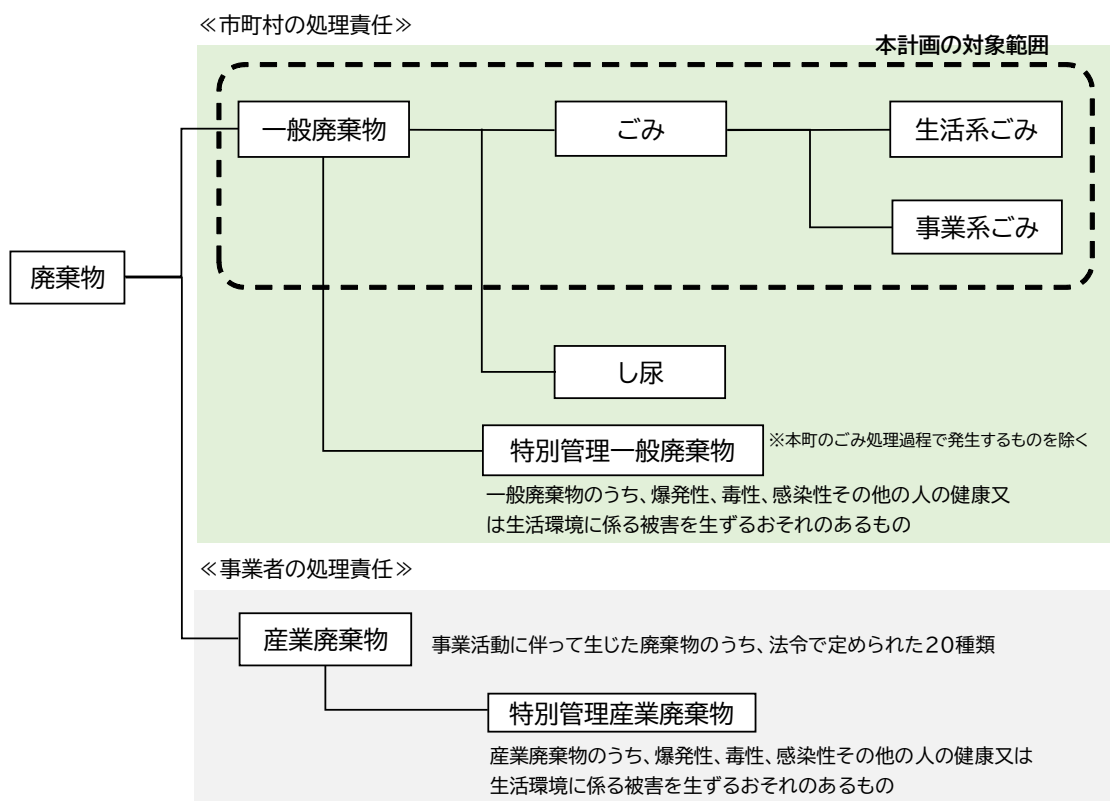 ≪市町村の処理責任≫
本計画の対象範囲
一般廃棄物
ごみ
生活系ごみ
事業系ごみ
廃棄物
し尿
特別管理一般廃棄物
※本町のごみ処理過程で発生するものを除く
一般廃棄物のうち、爆発性、毒性、感染性その他の人の健康又
は生活環境に係る被害を生ずるおそれのあるもの
≪事業者の処理責任≫
産業廃棄物
事業活動に伴って生じた廃棄物のうち、法令で定められた20種類
特別管理産業廃棄物
産業廃棄物のうち、爆発性、毒性、感染性その他の人の健康又は
生活環境に係る被害を生ずるおそれのあるもの